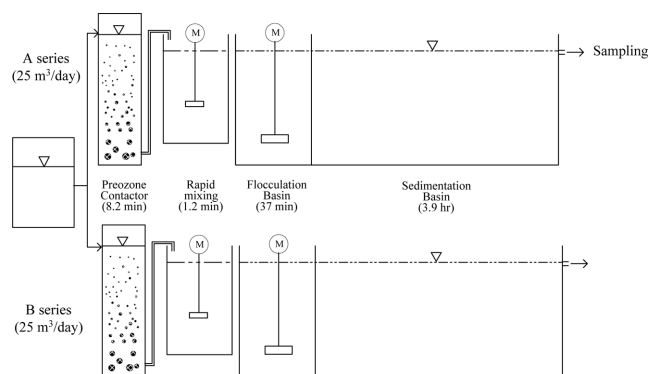 M
M
A series
(25 m³/day)
Sampling
Preozone
Contactor
(8.2 min)
Rapid
mixing
(1.2 min)
Flocculation
Basin
(37 min)
Sedimentation
Basin
(3.9 hr)
M
M
B series
(25 m³/day)